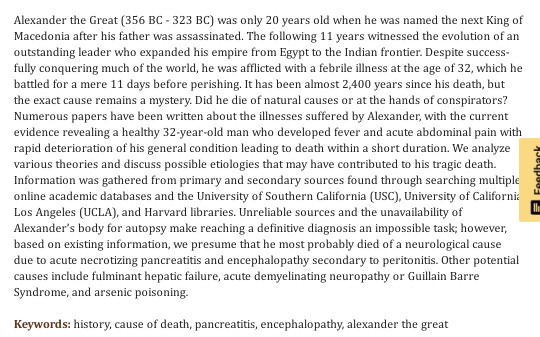 Alexander the Great (356 BC - 323 BC) was only 20 years old when he was named the next King of
Macedonia after his father was assassinated. The following 11 years witnessed the evolution of an
outstanding leader who expanded his empire from Egypt to the Indian frontier. Despite success-
fully conquering much of the world, he was afflicted with a febrile illness at the age of 32, which he
battled for a mere 11 days before perishing. It has been almost 2,400 years since his death, but
the exact cause remains a mystery. Did he die of natural causes or at the hands of conspirators?
Numerous papers have been written about the illnesses suffered by Alexander, with the current
evidence revealing a healthy 32-year-old man who developed fever and acute abdominal pain with
rapid deterioration of his general condition leading to death within a short duration. We analyze
various theories and discuss possible etiologies that may have contributed to his tragic death.
Information was gathered from primary and secondary sources found through searching multiple
online academic databases and the University of Southern California (USC), University of California
Los Angeles (UCLA), and Harvard libraries. Unreliable sources and the unavailability of
Alexander's body for autopsy make reaching a definitive diagnosis an impossible task; however,
based on existing information, we presume that he most probably died of a neurological cause
due to acute necrotizing pancreatitis and encephalopathy secondary to peritonitis. Other potential
causes include fulminant hepatic failure, acute demyelinating neuropathy or Guillain Barre
Syndrome, and arsenic poisoning.
Keywords: history, cause of death, pancreatitis, encephalopathy, alexander the great
Feedback